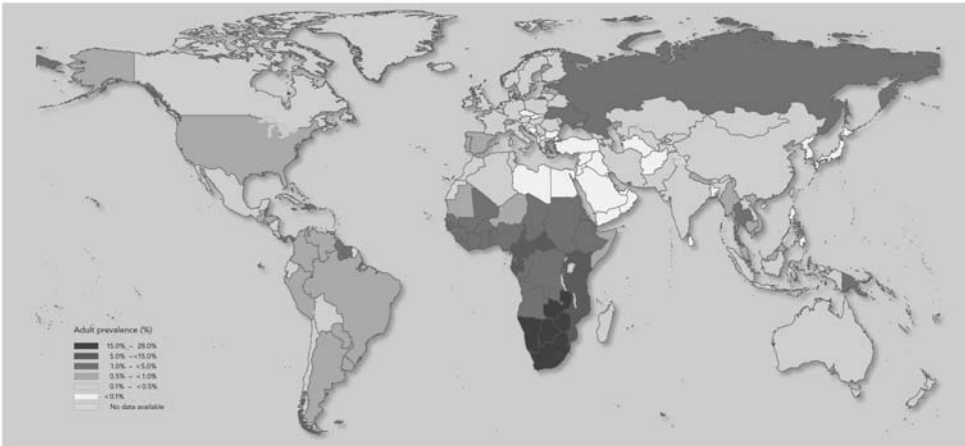 Adult prevalence (%)
15.0% – 28.0%
5.0% – <15.0%
1.0% – <5.0%
0.5% – <1.0%
0.1% – <0.5%
<0.1%
No data available